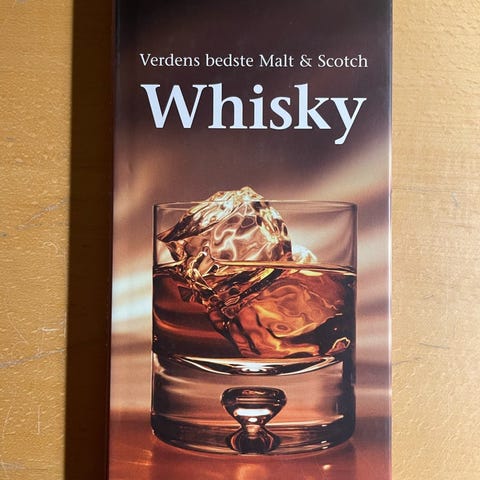 Verdens bedste Malt & Scotch
Whisky